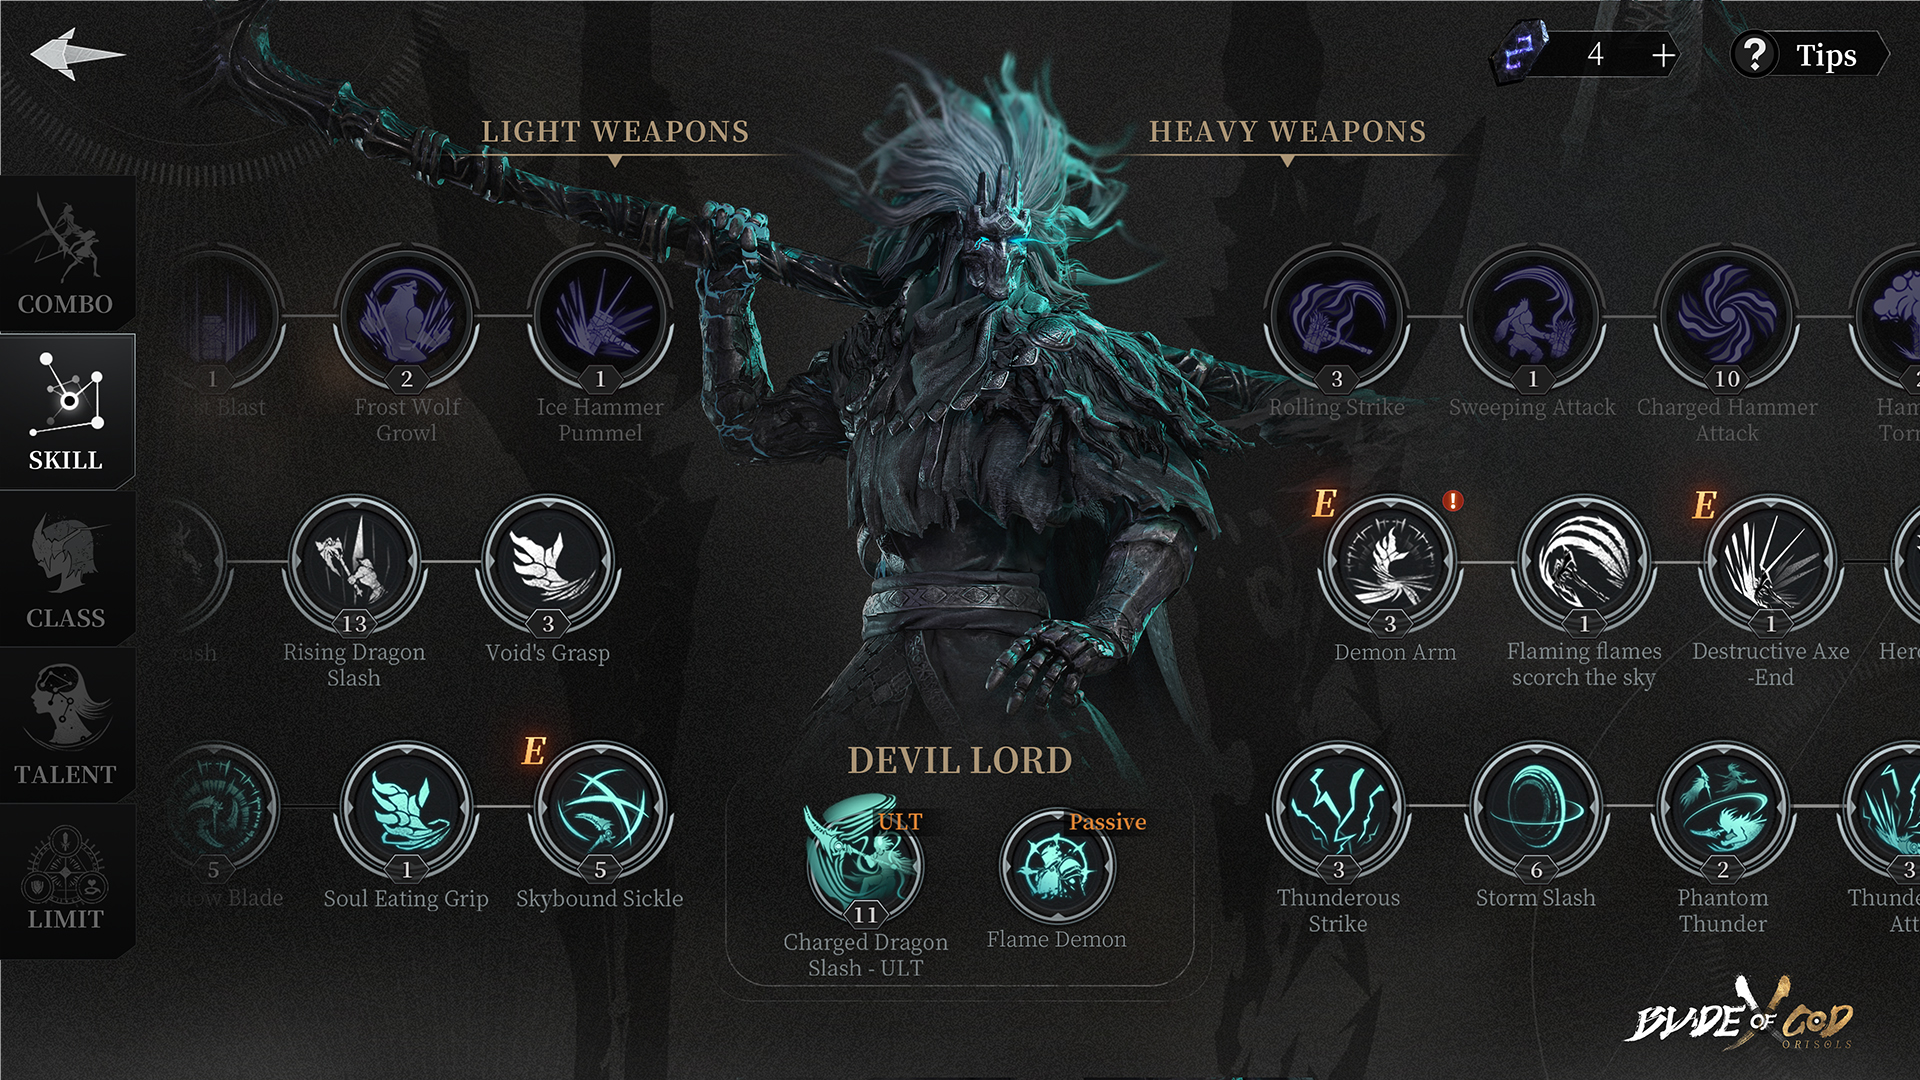 4 +
? Tips
LIGHT WEAPONS
HEAVY WEAPONS
COMBO
SKILL
CLASS
TALENT
LIMIT
1
Blast
2
Frost Wolf
Growl
1
Ice Hammer
Pummel
3
Rolling Strike
1
Sweeping Attack
10
Charged Hammer
Attack
13
Rising Dragon
Slash
3
Void's Grasp
E
!
3
Demon Arm
1
Flaming flames
scorch the sky
E
1
Destructive Axe
-End
5
Blade
1
Soul Eating Grip
E
5
Skybound Sickle
DEVIL LORD
ULT
11
Charged Dragon
Slash - ULT
Passive
Flame Demon
3
Thunderous
Strike
6
Storm Slash
2
Phantom
Thunder
3
BLADE OF GOD
ORISOLS